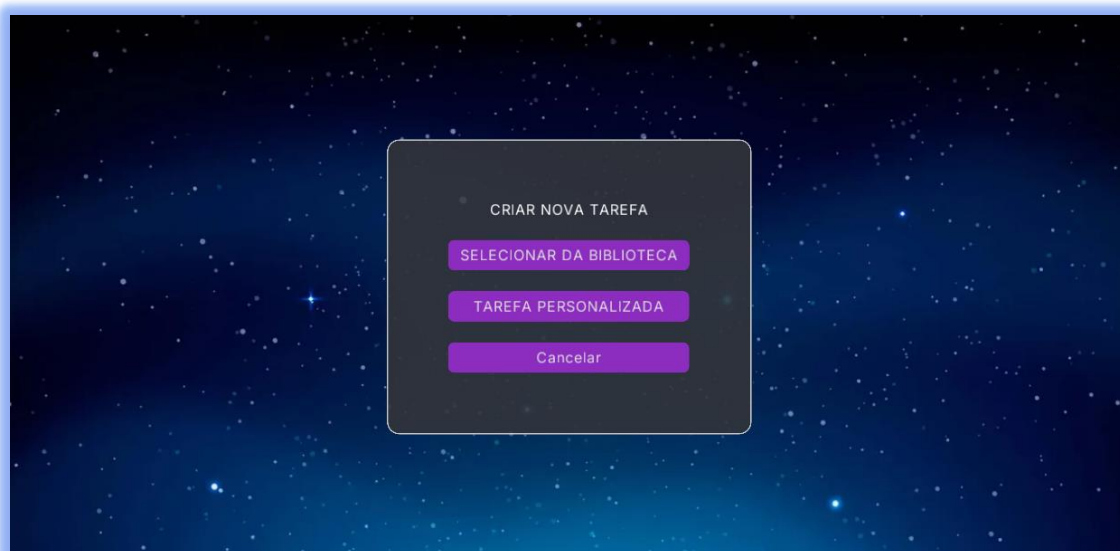 CRIAR NOVA TAREFA
SELECIONAR DA BIBLIOTECA
TAREFA PERSONALIZADA
Cancelar